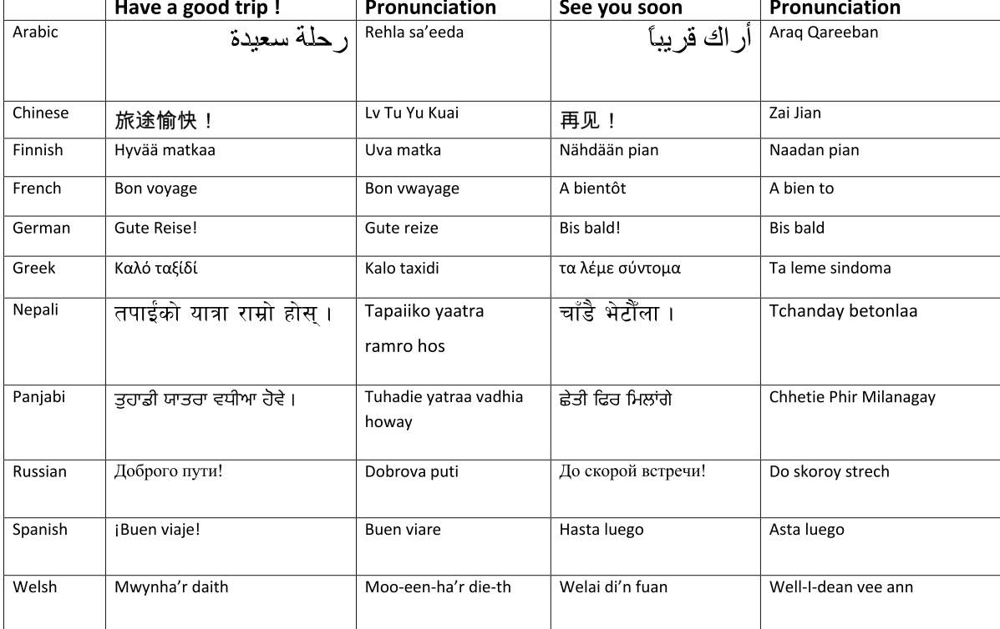 Have a good trip ! Pronunciation See you soon Pronunciation
Arabic رحلة سعيدة Rehla sa’eeda أراك قريباً Araq Qareeban
Chinese 旅途愉快！ Lv Tu Yu Kuai 再见！ Zai Jian
Finnish Hyvää matkaa Uva matka Nähdään pian Naadan pian
French Bon voyage Bon vwayage A bientôt A bien to
German Gute Reise! Gute reize Bis bald! Bis bald
Greek Καλό ταξίδί Kalo taxidi τα λέμε σύντομα Ta leme sindoma
Nepali तपाईंको यात्रा राम्रो होस् । Tapaiiko yaatra चाँडै भेटौँला । Tchanday betonlaa
ramro hos
Panjabi ਤੁਹਾਡੀ ਯਾਤਰਾ ਵਧੀਆ ਹੋਵੇ । Tuhadie yatraa vadhia ਛੇਤੀ ਫਿਰ ਮਿਲਾਂਗੇ Chhetie Phir Milanagay
howay
Russian Доброго пути! Dobrova puti До скорой встречи! Do skoroy strech
Spanish ¡Buen viaje! Buen viare Hasta luego Asta luego
Welsh Mwynha’r daith Moo-een-ha’r die-th Welai di’n fuan Well-I-dean vee ann